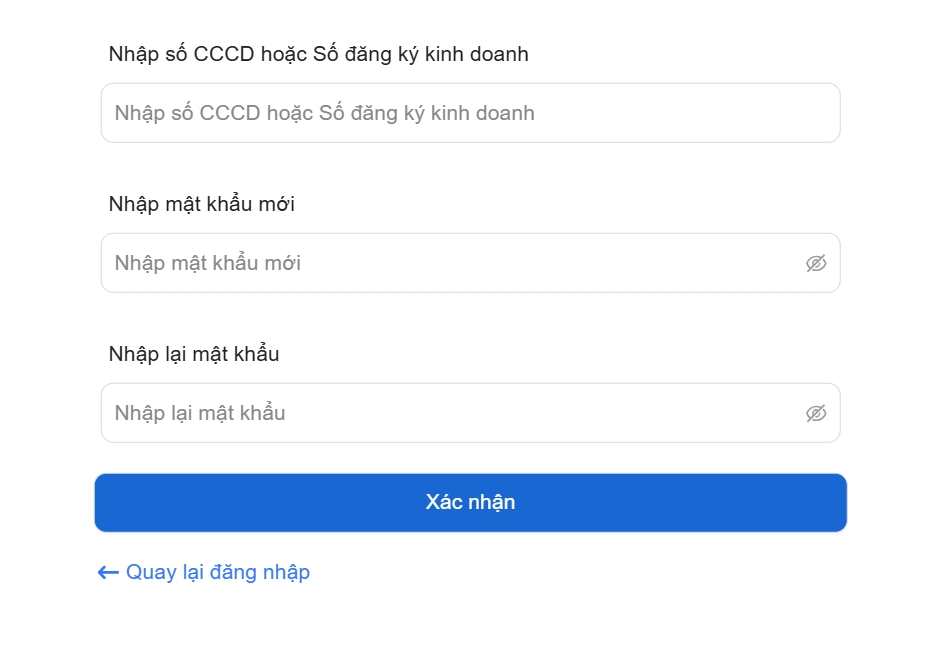 Nhập số CCCD hoặc Số đăng ký kinh doanh
Nhập số CCCD hoặc Số đăng ký kinh doanh
Nhập mật khẩu mới
Nhập mật khẩu mới
Nhập lại mật khẩu
Nhập lại mật khẩu
Xác nhận
Quay lại đăng nhập